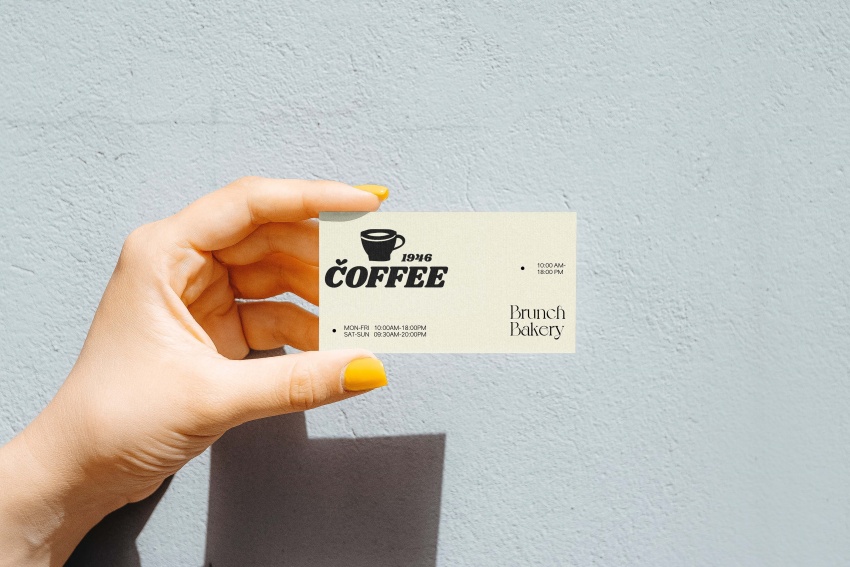 1946
ČOFFEE
10:00 AM-
18:00 PM
Brunch
Bakery
MON-FRI 10:00AM-18:00PM
SAT-SUN 09:30AM-20:00PM